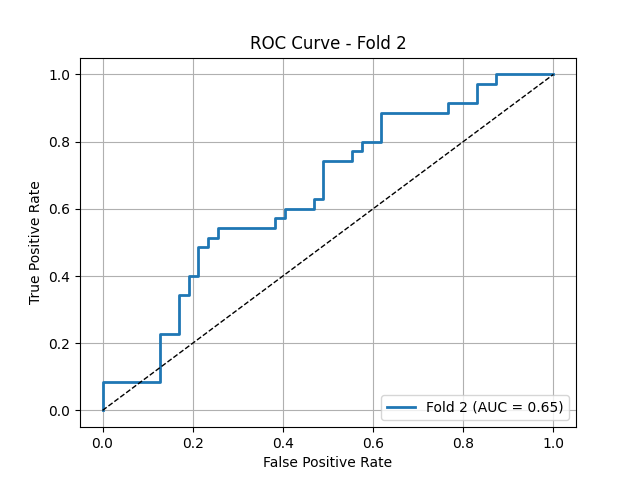 ROC Curve - Fold 2
1.0
0.8
0.6
0.4
0.2
0.0
True Positive Rate
Fold 2 (AUC = 0.65)
0.0 0.2 0.4 0.6 0.8 1.0
False Positive Rate